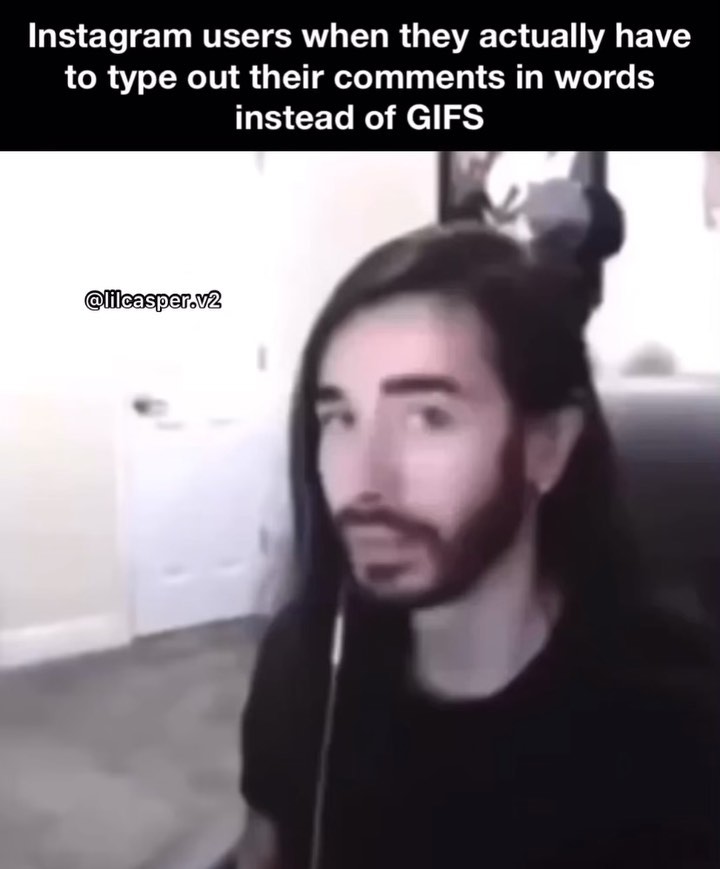 Instagram users when they actually have
to type out their comments in words
instead of GIFS
@lilcasper.v2